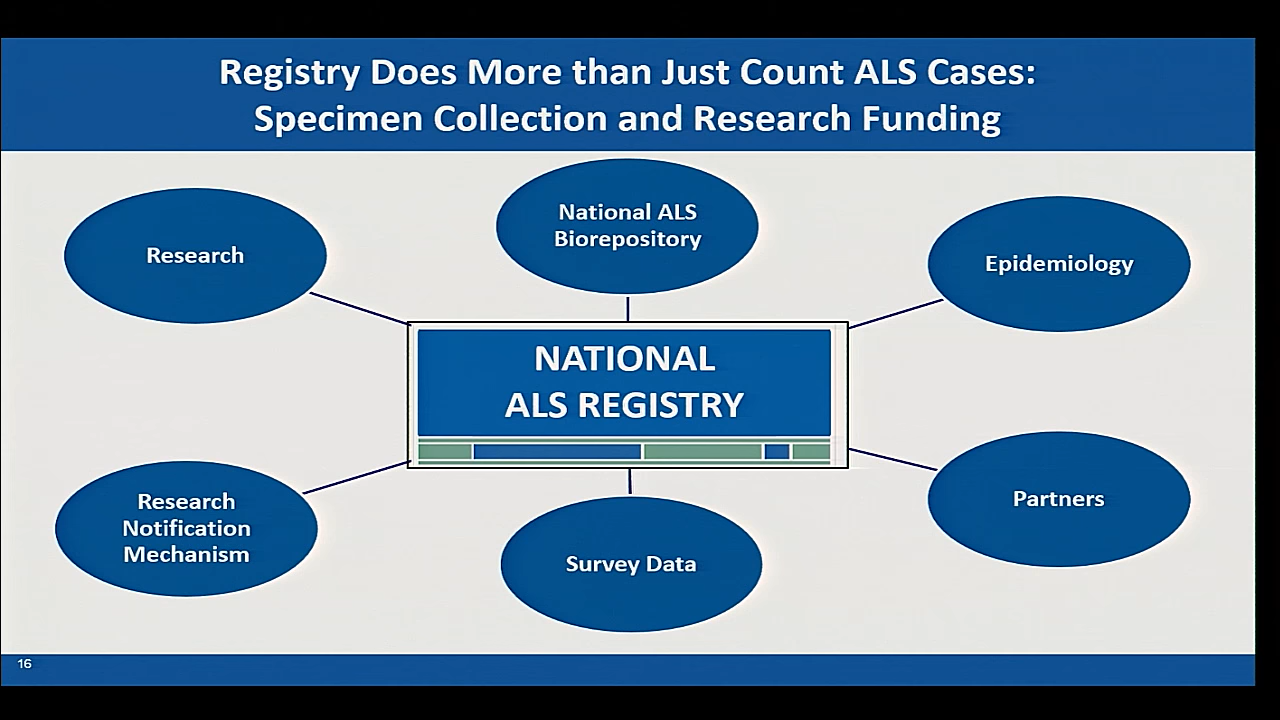 Registry Does More than Just Count ALS Cases:
Specimen Collection and Research Funding
Research
National ALS
Biorepository
Epidemiology
NATIONAL
ALS REGISTRY
Research
Notification
Mechanism
Survey Data
Partners
16